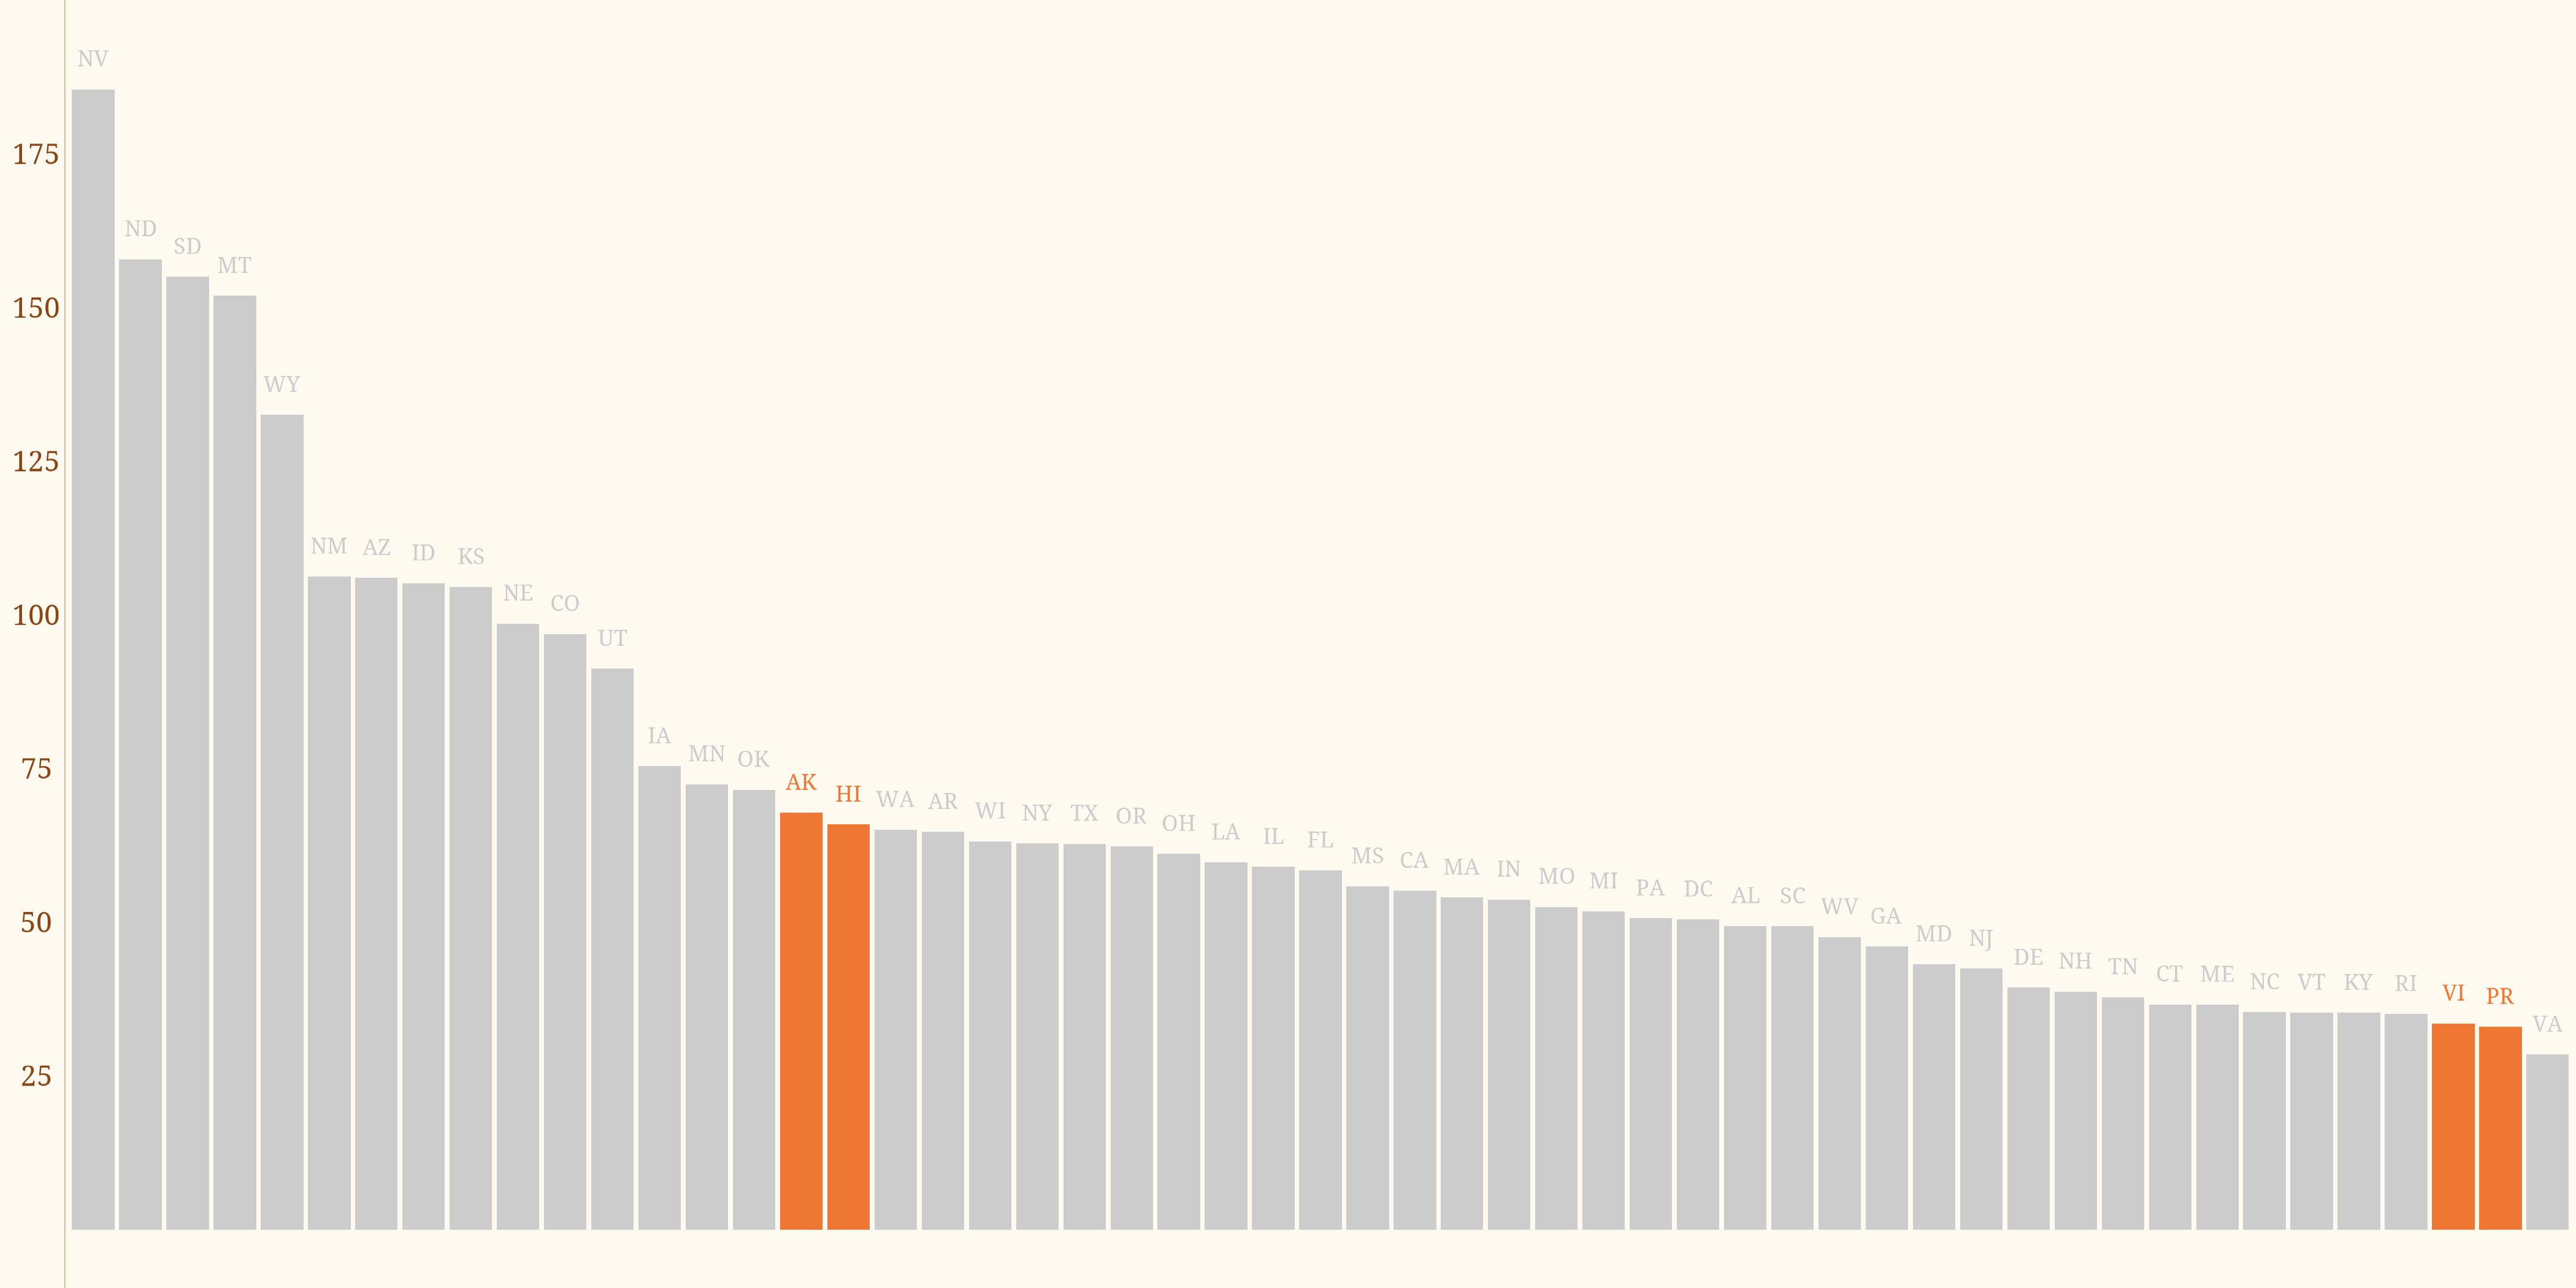 175
150
125
100
75
50
25
NV
ND
SD
MT
WY
NM
AZ
ID
KS
NE
CO
UT
IA
MN
OK
AK
HI
WA
AR
WI
NY
TX
OR
OH
LA
IL
FL
MS
CA
MA
IN
MO
MI
PA
DC
AL
SC
WV
GA
MD
NJ
DE
NH
TN
CT
ME
NC
VT
KY
RI
VI
PR
VA